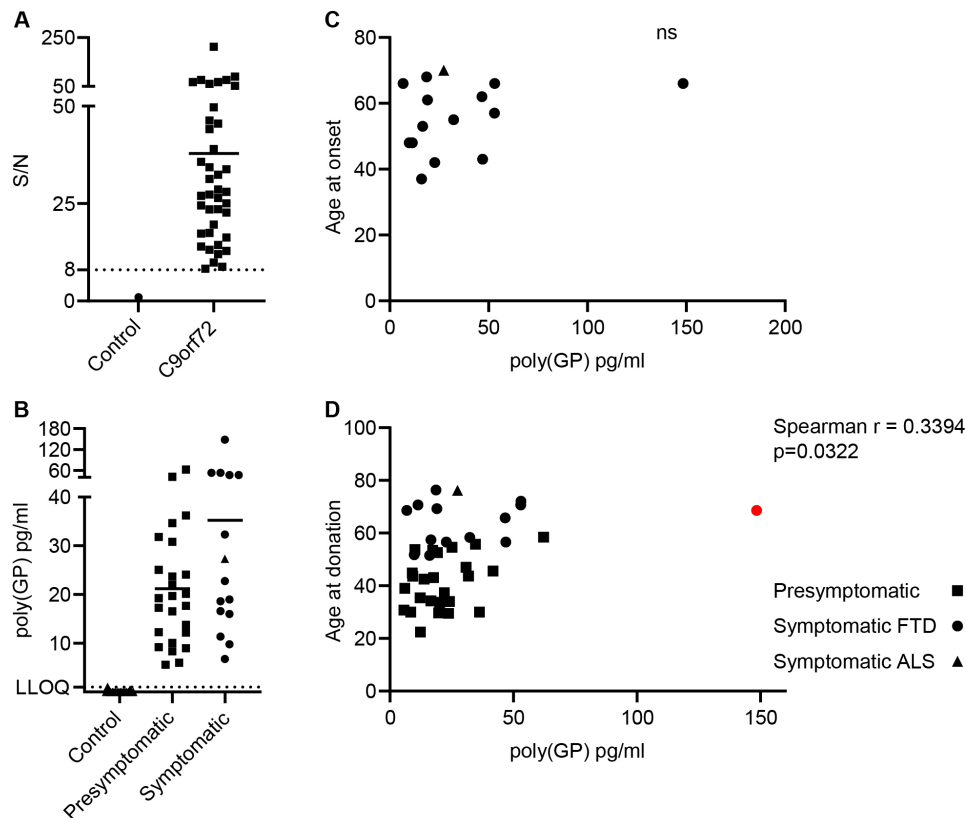 A
250
50
50
25
8
0
S/N
Control
C9orf72
B
180
120
60
40
30
20
10
LLOQ
poly(GP) pg/ml
Control
Presymptomatic
Symptomatic
C
ns
80
60
40
20
0
Age at onset
0 50 100 150 200
poly(GP) pg/ml
D
Spearman r = 0.3394
p=0.0322
100
80
60
40
20
0
Age at donation
Presymptomatic
Symptomatic FTD
Symptomatic ALS
0 50 100 150
poly(GP) pg/ml